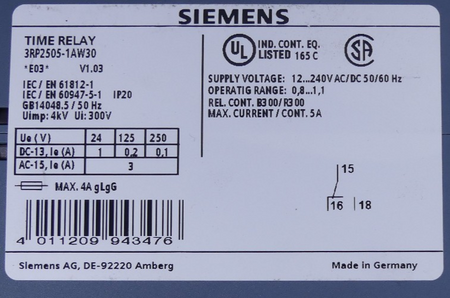 SIEMENS
TIME RELAY
3RP2505-1AW30
*E03* V1.03
IEC / EN 61812-1
IEC / EN 60947-5-1 IP20
GB14048.5 / 50 Hz
Uimp: 4kV Ui: 300V
UL IND. CONT. EQ.
LISTED 165 C
SA
SUPPLY VOLTAGE: 12...240V AC/DC 50/60 Hz
OPERATIG RANGE: 0,8...1,1
REL. CONT. B300/R300
MAX. CURRENT / CONT. 5A
Ue (V) 24 125 250
DC-13, Ie (A) 1 0,2 0,1
AC-15, Ie (A) 3
MAX. 4A gLgG
15
16 18
4 011209 943476
Siemens AG, DE-92220 Amberg
Made in Germany